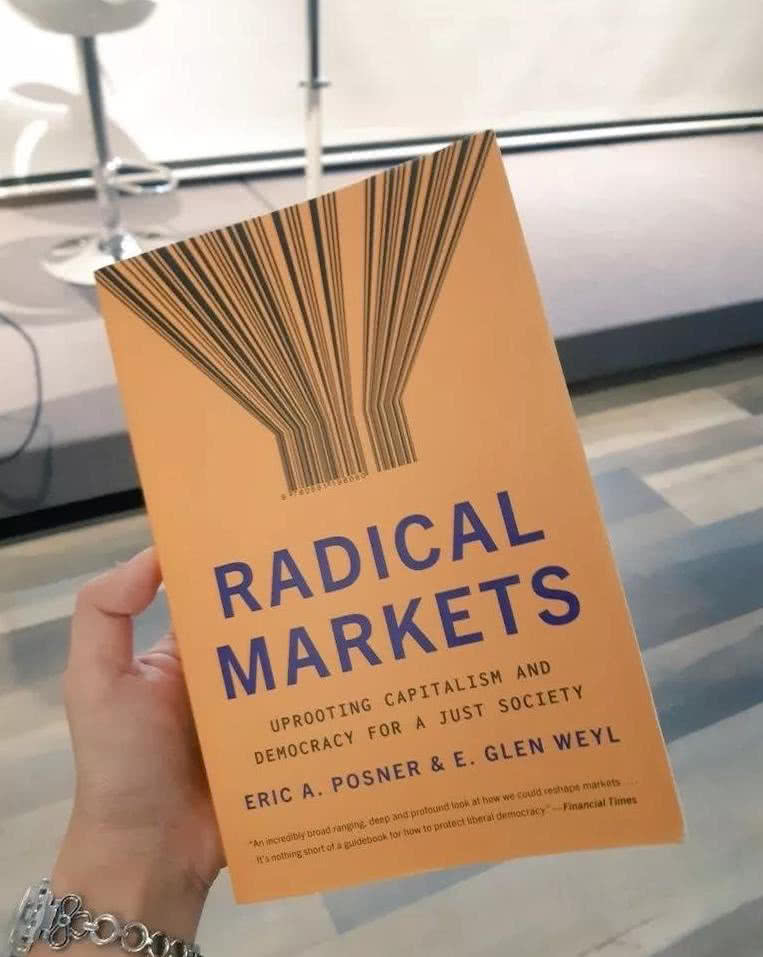 RADICAL
MARKETS
UPROOTING CAPITALISM AND
DEMOCRACY FOR A JUST SOCIETY
ERIC A. POSNER & E. GLEN WEYL
"An incredibly broad ranging, deep and profound look at how we could reshape markets . . . .
It's nothing short of a guidebook for how to protect liberal democracy." —Financial Times